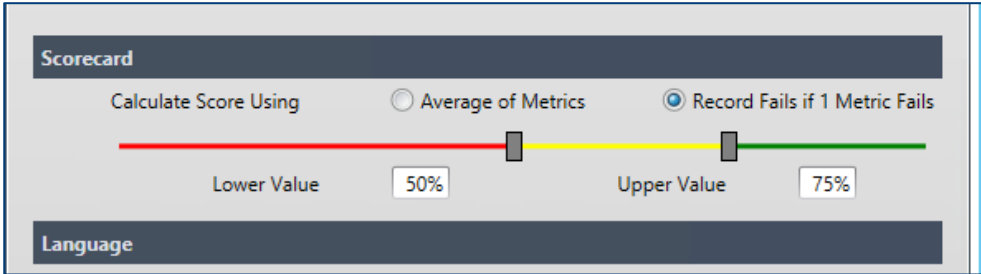 Scorecard
Calculate Score Using Average of Metrics Record Fails if 1 Metric Fails
Lower Value 50% Upper Value 75%
Language